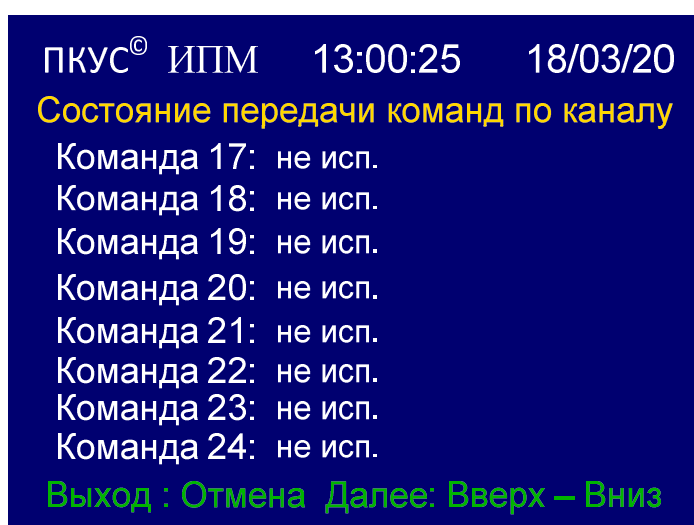 ПКУС© ИПМ 13:00:25 18/03/20
Состояние передачи команд по каналу
Команда 17: не исп.
Команда 18: не исп.
Команда 19: не исп.
Команда 20: не исп.
Команда 21: не исп.
Команда 22: не исп.
Команда 23: не исп.
Команда 24: не исп.
Выход : Отмена Далее: Вверх – Вниз